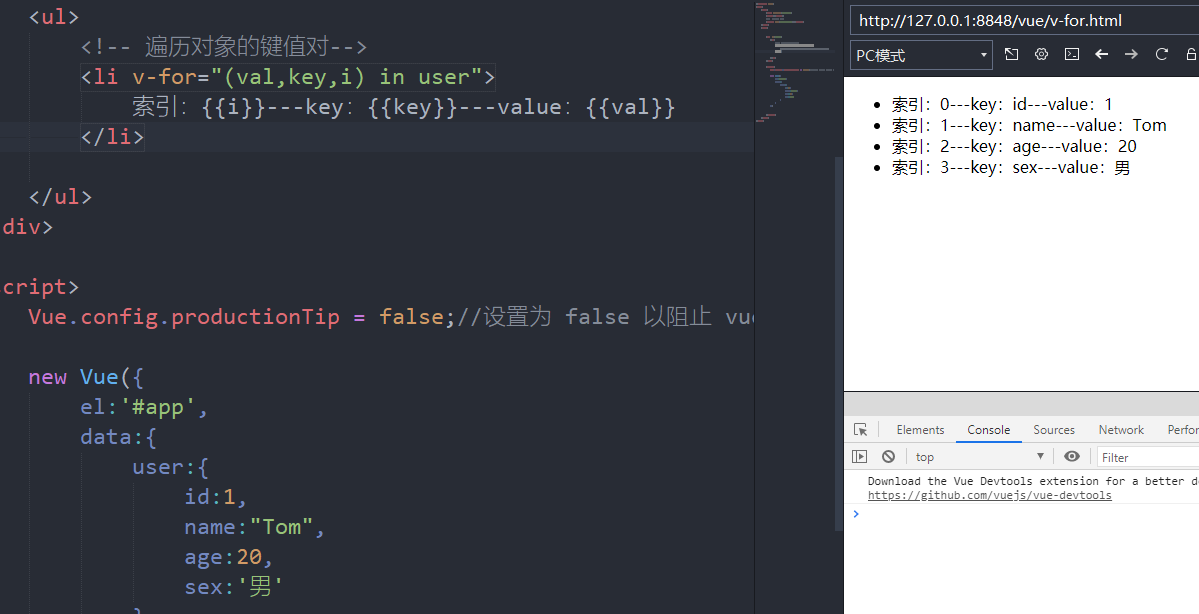 <ul>
<!-- 遍历对象的键值对-->
<li v-for="(val,key,i) in user">
索引：{{i}}---key：{{key}}---value：{{val}}
</li>
</ul>
div>
cript>
Vue.config.productionTip = false;//设置为 false 以阻止 vue
new Vue({
el:'#app',
data:{
user:{
id:1,
name:"Tom",
age:20,
sex:'男'
http://127.0.0.1:8848/vue/v-for.html
PC模式
索引：0---key：id---value：1
索引：1---key：name---value：Tom
索引：2---key：age---value：20
索引：3---key：sex---value：男
Elements Console Sources Network Perfor
top Filter
Download the Vue Devtools extension for a better de
https://github.com/vuejs/vue-devtools
>